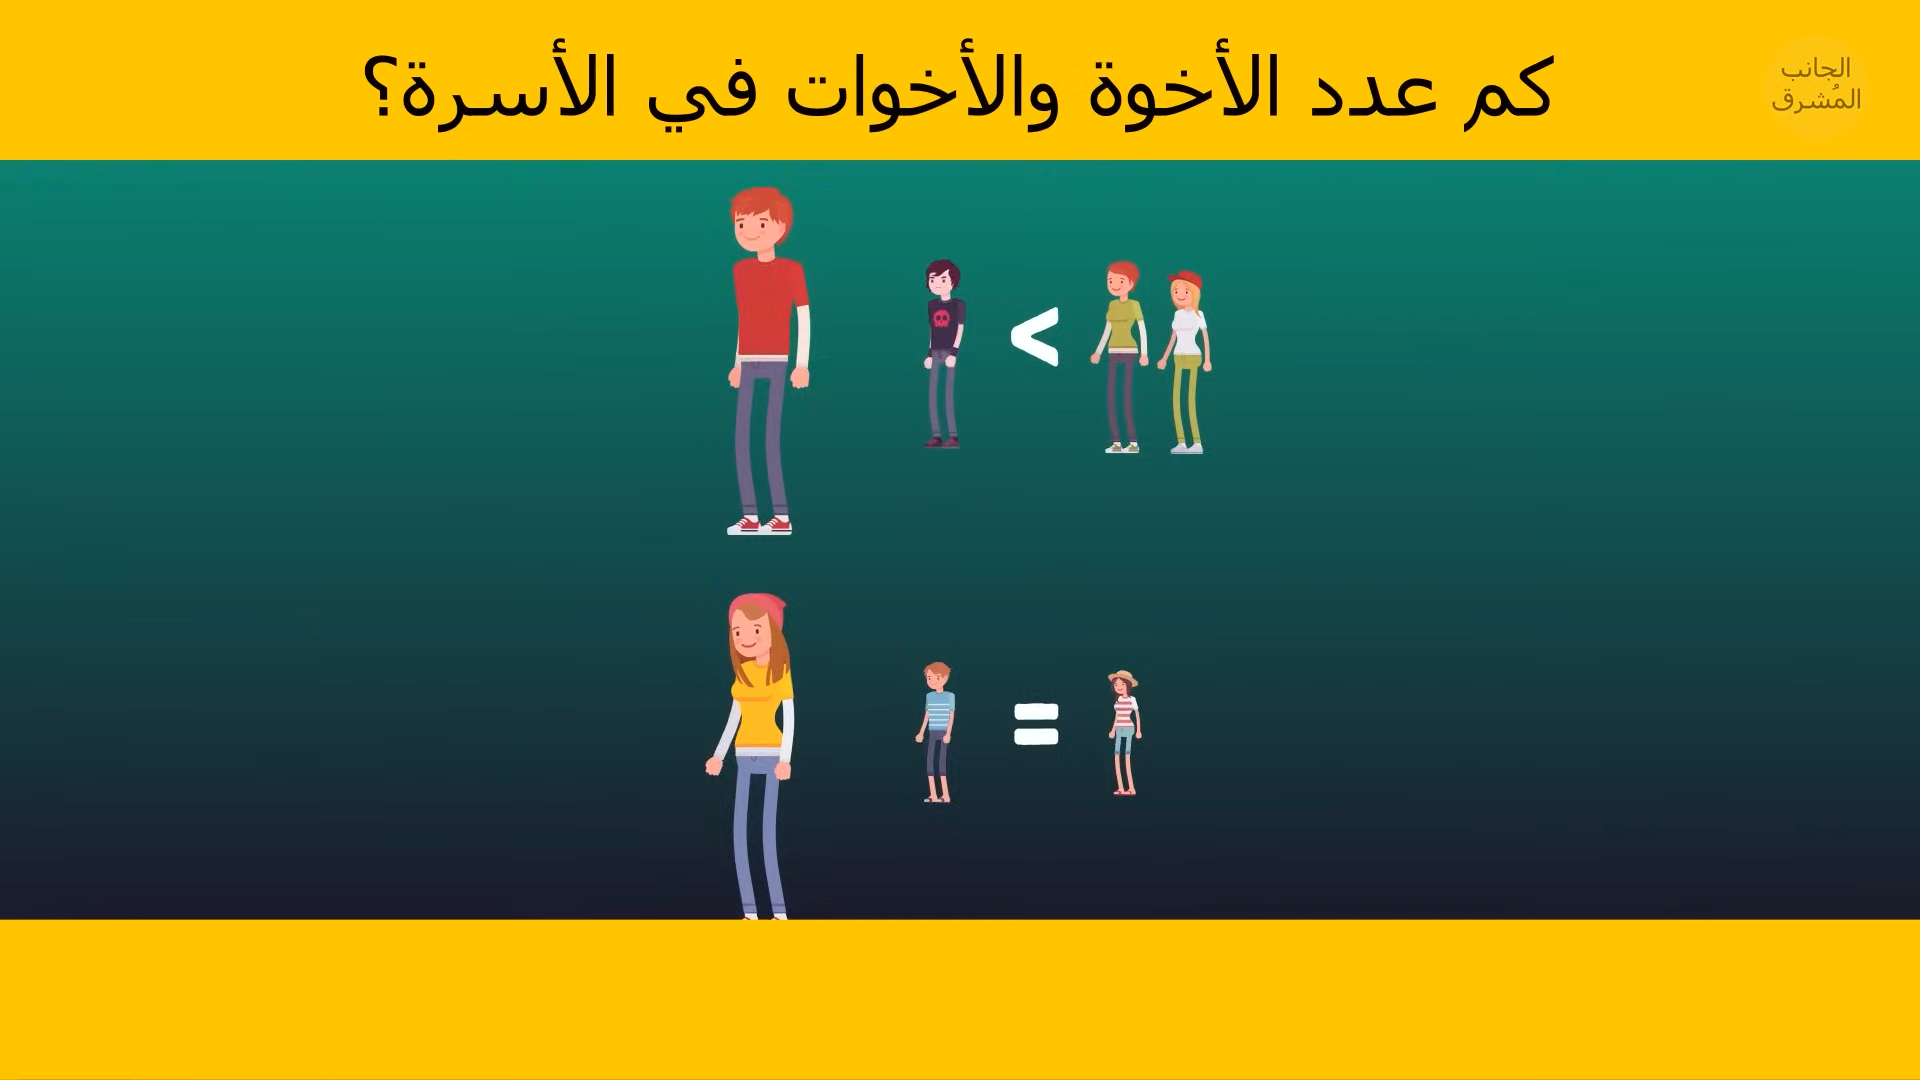 كم عدد الأخوة والأخوات في الأسرة؟
الجانب
المُشرق
<
=